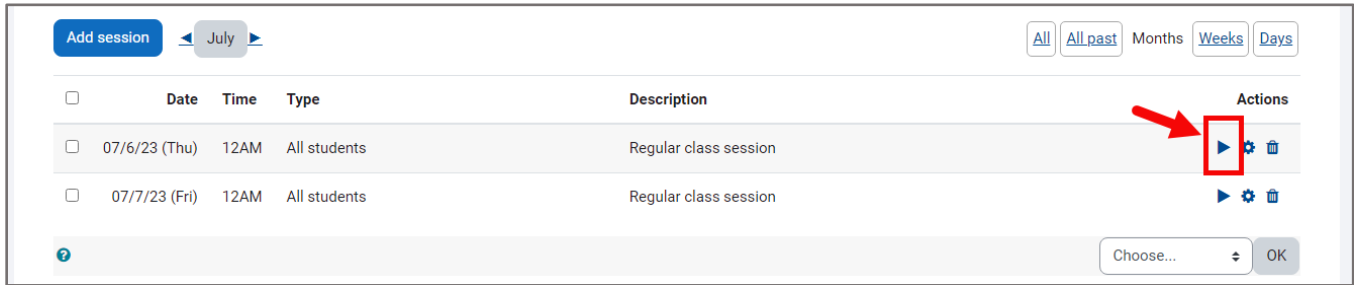 Add session ◄ July ► All All past Months Weeks Days
Date Time Type Description Actions
07/6/23 (Thu) 12AM All students Regular class session
07/7/23 (Fri) 12AM All students Regular class session
Choose... OK